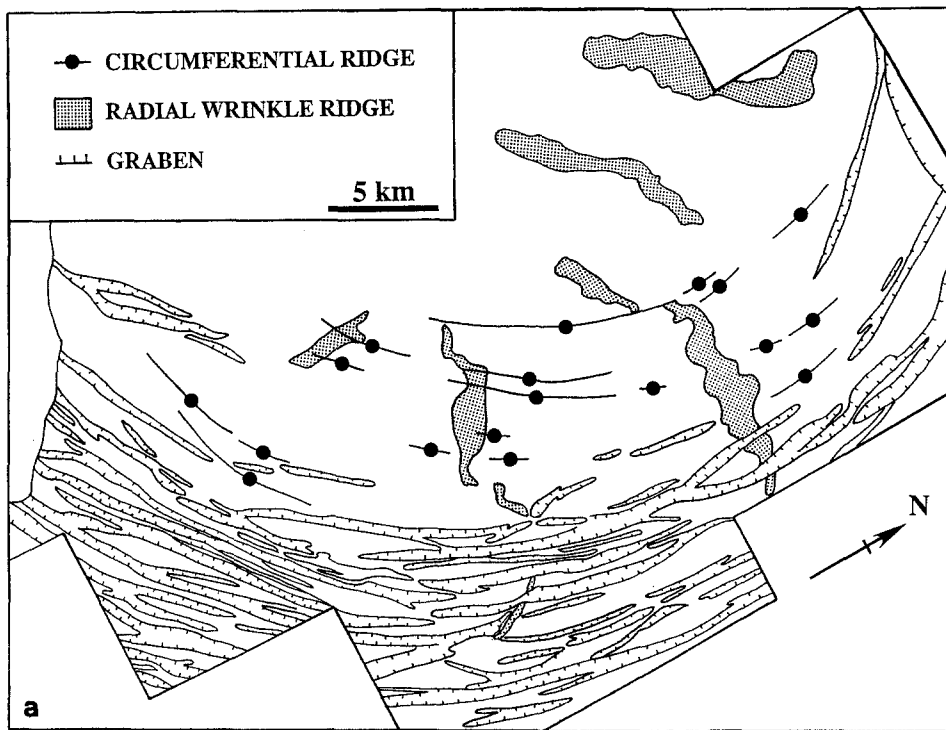 CIRCUMFERENTIAL RIDGE
RADIAL WRINKLE RIDGE
GRABEN
5 km
N
a